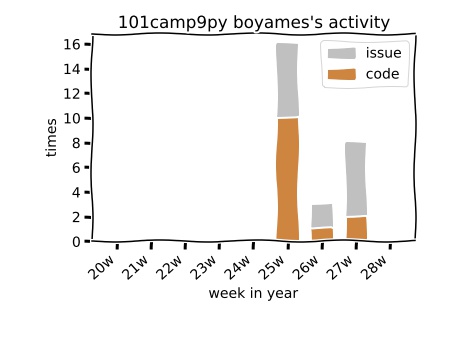 101camp9py boyames's activity
issue
code
times
16
14
12
10
8
6
4
2
0
20w 21w 22w 23w 24w 25w 26w 27w 28w
week in year